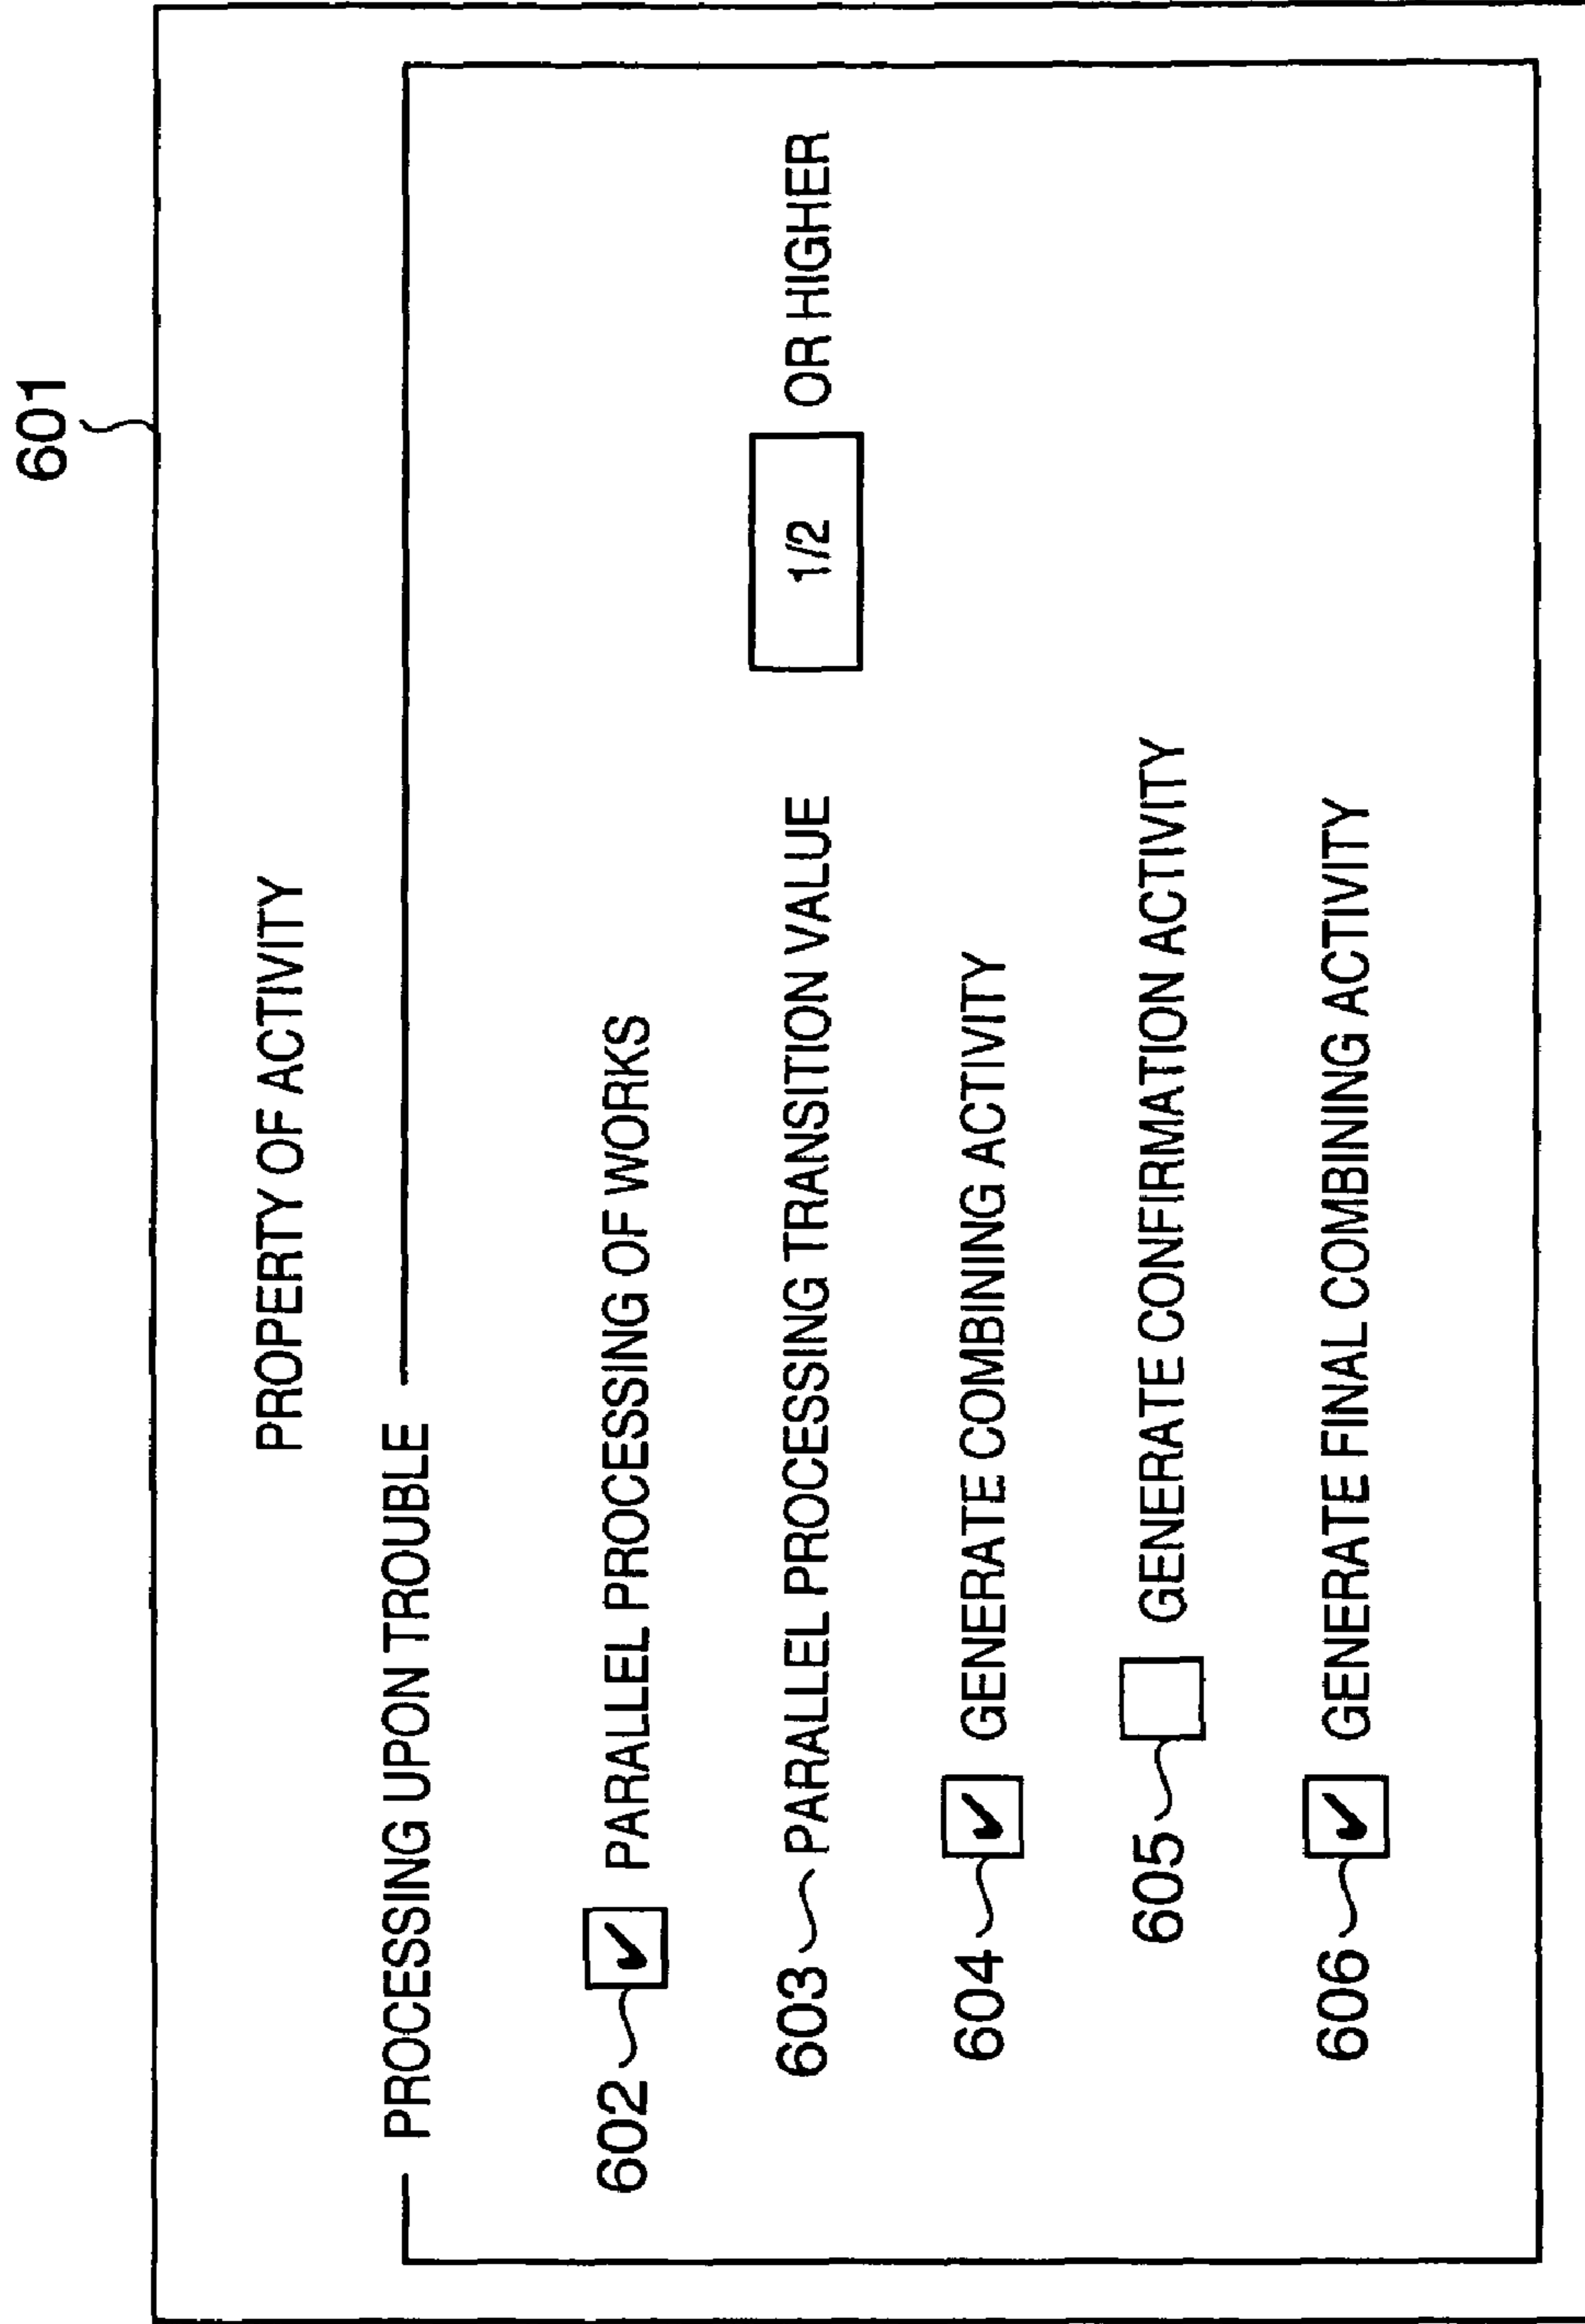 601
PROPERTY OF ACTIVITY
PROCESSING UPON TROUBLE
602 PARALLEL PROCESSING OF WORKS
603 PARALLEL PROCESSING TRANSITION VALUE 1/2 OR HIGHER
604 GENERATE COMBINING ACTIVITY
605 GENERATE CONFIRMATION ACTIVITY
606 GENERATE FINAL COMBINING ACTIVITY